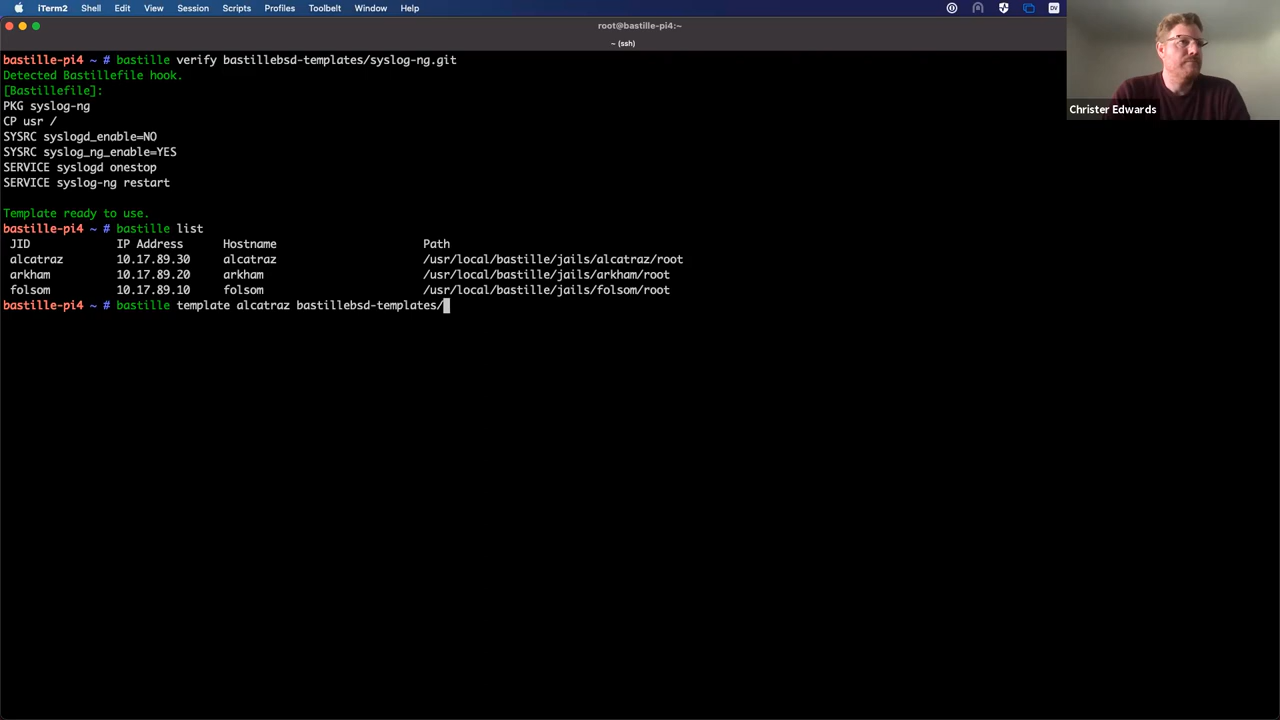 iTerm2 Shell Edit View Session Scripts Profiles Toolbelt Window Help
root@bastille-pi4:~
~ (ssh)
bastille-pi4 ~ # bastille verify bastillebsd-templates/syslog-ng.git
Detected Bastillefile hook.
[Bastillefile]:
PKG syslog-ng
CP usr /
SYSRC syslogd_enable=NO
SYSRC syslog_ng_enable=YES
SERVICE syslogd onestop
SERVICE syslog-ng restart
Template ready to use.
bastille-pi4 ~ # bastille list
JID IP Address Hostname Path
alcatraz 10.17.89.30 alcatraz /usr/local/bastille/jails/alcatraz/root
arkham 10.17.89.20 arkham /usr/local/bastille/jails/arkham/root
folsom 10.17.89.10 folsom /usr/local/bastille/jails/folsom/root
bastille-pi4 ~ # bastille template alcatraz bastillebsd-templates/
Christer Edwards